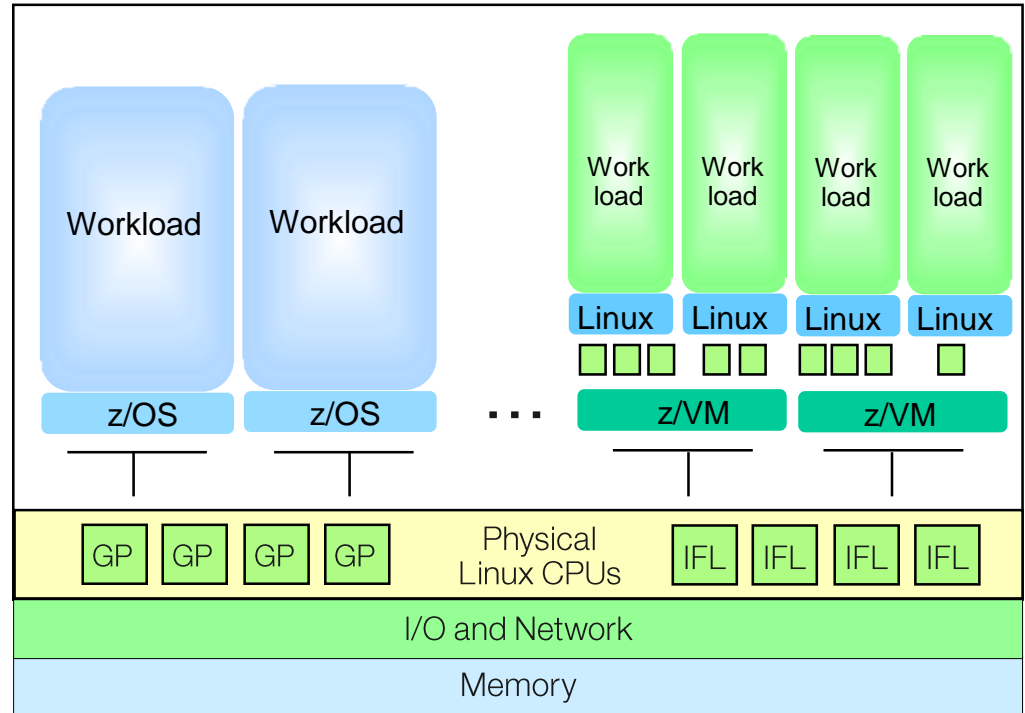 Workload
Workload
Work
load
Work
load
Work
load
Work
load
Linux
Linux
Linux
Linux
z/OS
z/OS
...
z/VM
z/VM
GP
GP
GP
GP
Physical
Linux CPUs
IFL
IFL
IFL
IFL
I/O and Network
Memory